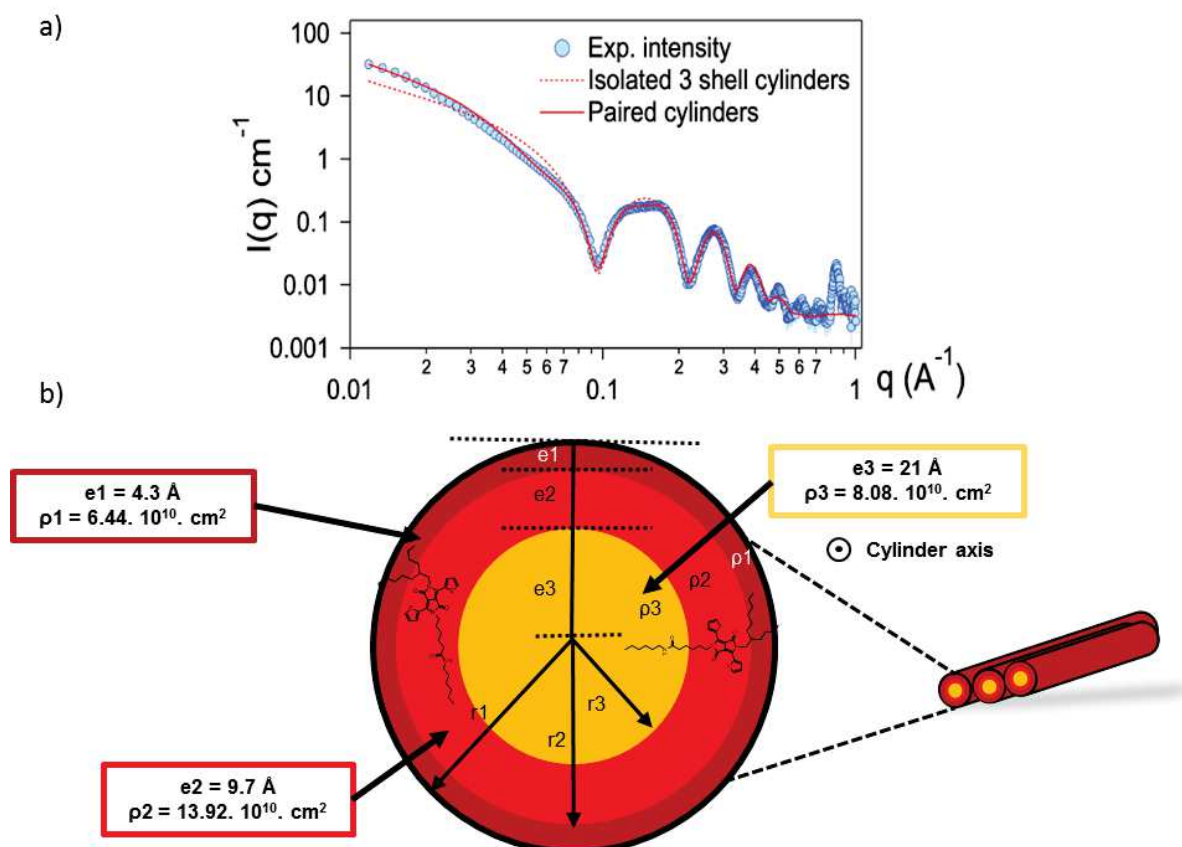 a)
100
10
1
0.1
0.01
0.001
I(q) cm⁻¹
Exp. intensity
Isolated 3 shell cylinders
Paired cylinders
2 3 4 5 6 7 2 3 4 5 6 7
0.01 0.1 1
q (A⁻¹)
b)
e1 = 4.3 Å
ρ1 = 6.44. 10¹⁰. cm²
e1
e2
e3
ρ1
ρ2
ρ3
r1
r2
r3
e3 = 21 Å
ρ3 = 8.08. 10¹⁰. cm²
Cylinder axis
e2 = 9.7 Å
ρ2 = 13.92. 10¹⁰. cm²